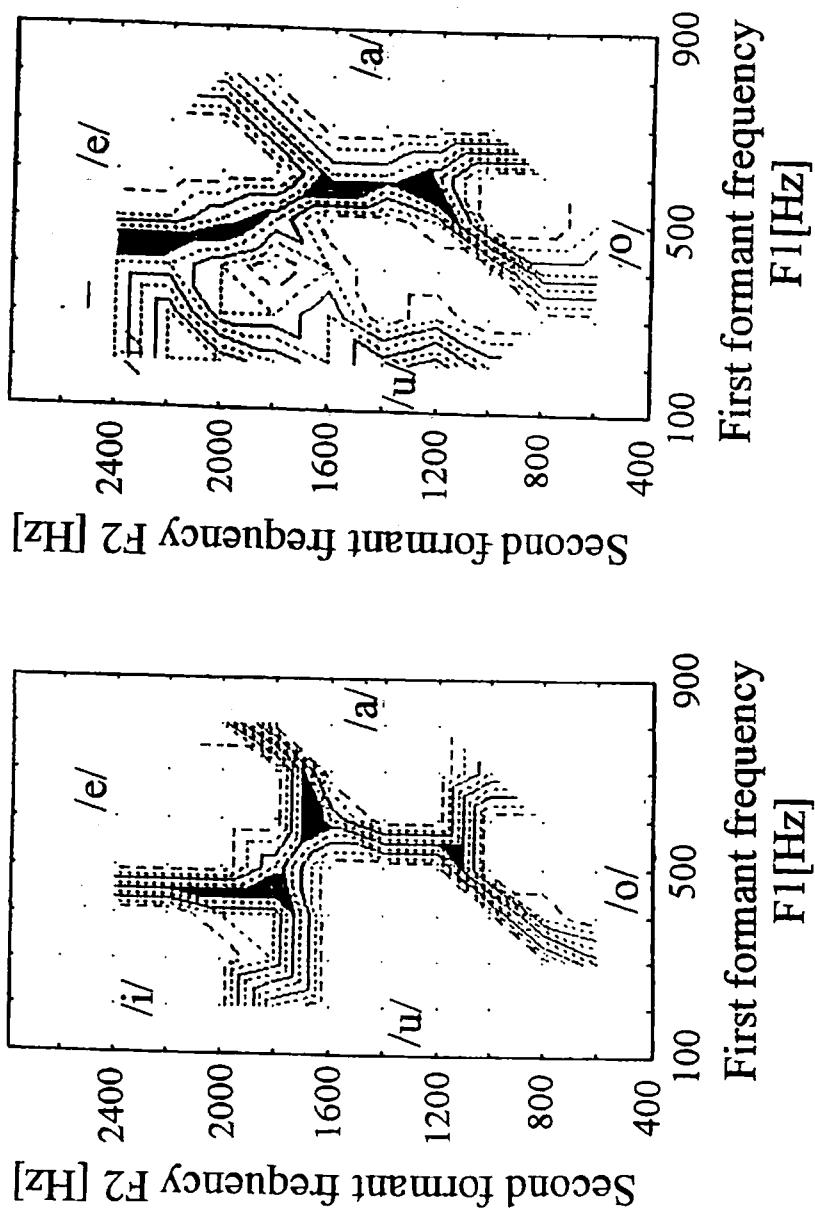 Second formant frequency F2 [Hz]
2400
2000
1600
1200
800
400
/i/
/e/
/a/
/u/
/o/
100
500
900
First formant frequency
F1[Hz]
Second formant frequency F2 [Hz]
2400
2000
1600
1200
800
400
/e/
/a/
/u/
/o/
100
500
900
First formant frequency
F1[Hz]